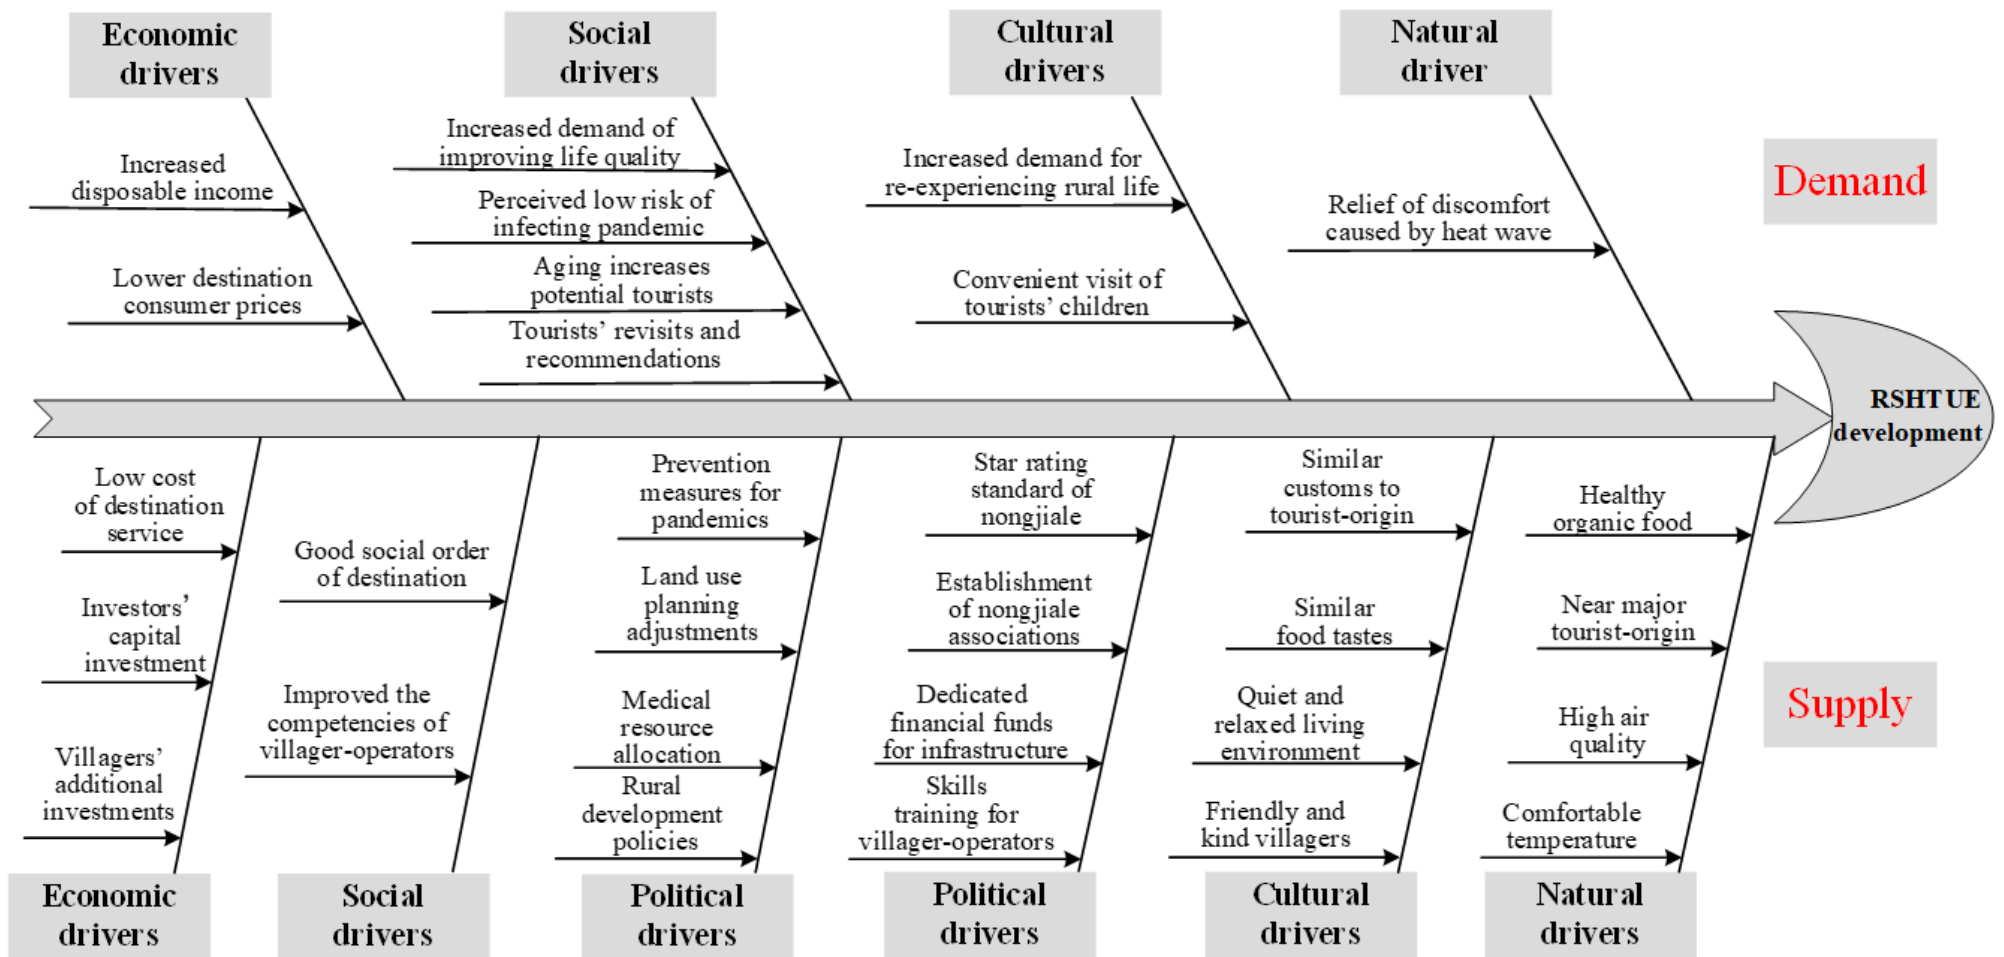 Economic
drivers
Social
drivers
Cultural
drivers
Natural
driver
Increased
disposable income
Lower destination
consumer prices
Increased demand of
improving life quality
Perceived low risk of
infecting pandemic
Aging increases
potential tourists
Tourists’ revisits and
recommendations
Increased demand for
re-experiencing rural life
Convenient visit of
tourists’ children
Relief of discomfort
caused by heat wave
Demand
RSHTUE
development
Low cost
of destination
service
Investors’
capital
investment
Villagers’
additional
investments
Good social order
of destination
Improved the
competencies of
villager-operators
Prevention
measures for
pandemics
Land use
planning
adjustments
Medical
resource
allocation
Rural
development
policies
Star rating
standard of
nongjiale
Establishment
of nongjiale
associations
Dedicated
financial funds
for infrastructure
Skills
training for
villager-operators
Similar
customs to
tourist-origin
Similar
food tastes
Quiet and
relaxed living
environment
Friendly and
kind villagers
Healthy
organic food
Near major
tourist-origin
High air
quality
Comfortable
temperature
Supply
Economic
drivers
Social
drivers
Political
drivers
Political
drivers
Cultural
drivers
Natural
drivers